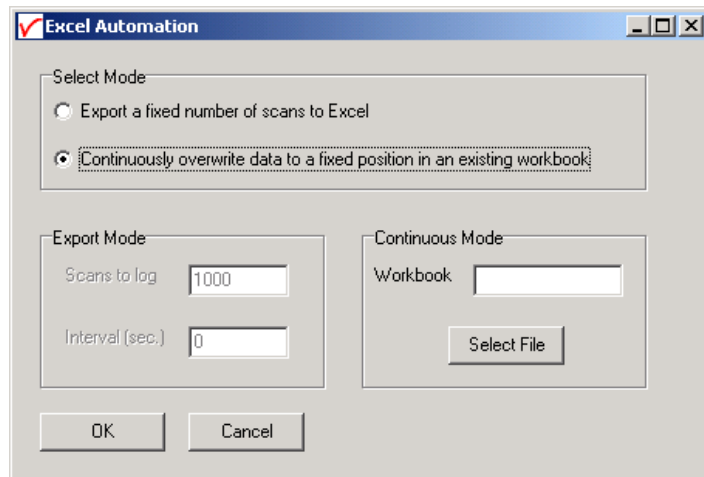 Excel Automation
Select Mode
Export a fixed number of scans to Excel
Continuously overwrite data to a fixed position in an existing workbook
Export Mode
Scans to log 1000
Interval (sec.) 0
Continuous Mode
Workbook
Select File
OK
Cancel